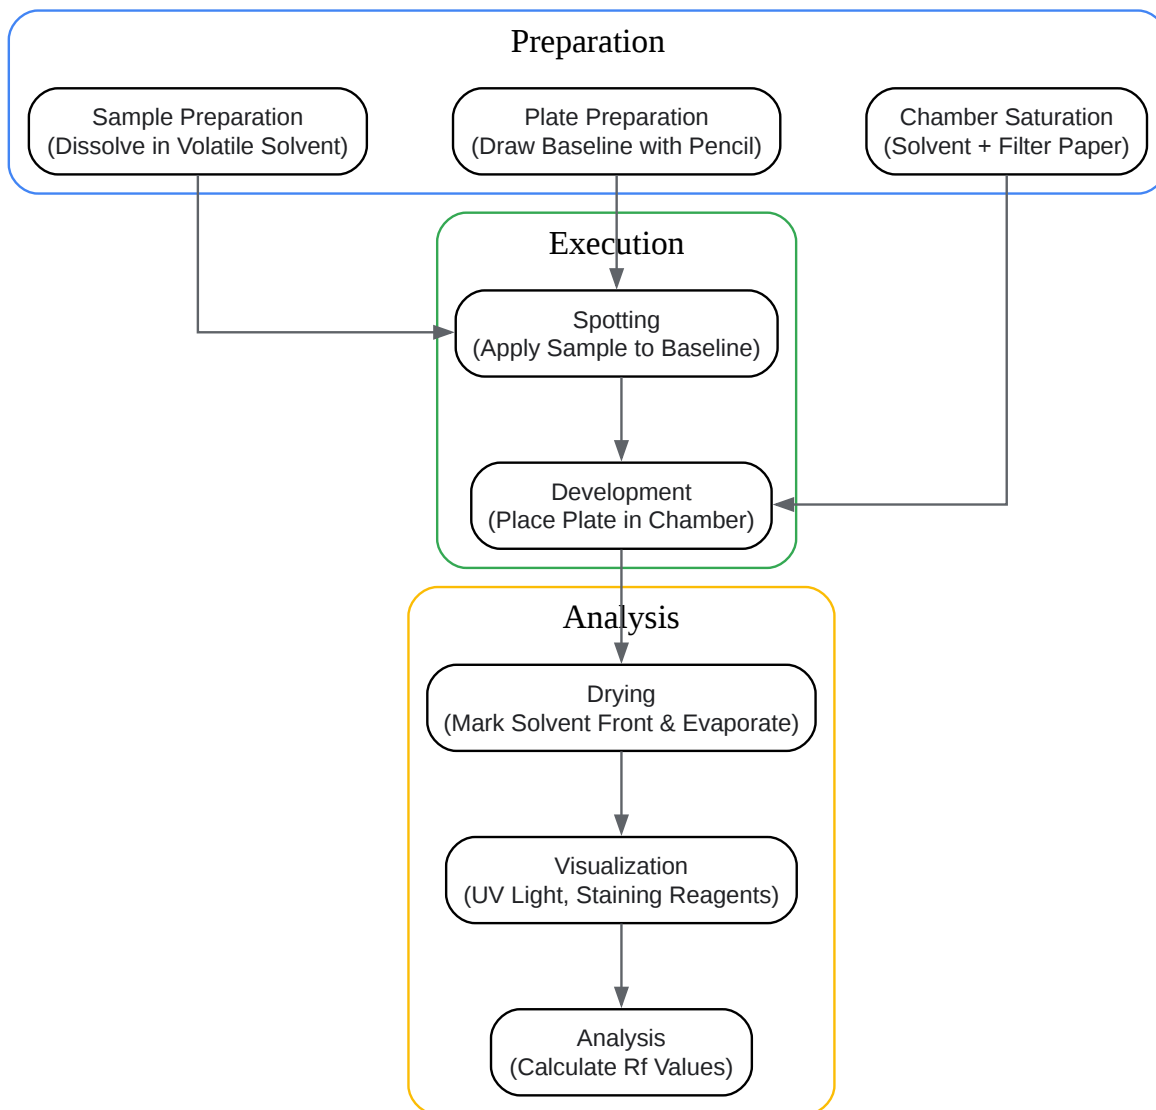 Preparation
Sample Preparation
(Dissolve in Volatile Solvent)
Plate Preparation
(Draw Baseline with Pencil)
Chamber Saturation
(Solvent + Filter Paper)
Execution
Spotting
(Apply Sample to Baseline)
Development
(Place Plate in Chamber)
Analysis
Drying
(Mark Solvent Front & Evaporate)
Visualization
(UV Light, Staining Reagents)
Analysis
(Calculate Rf Values)